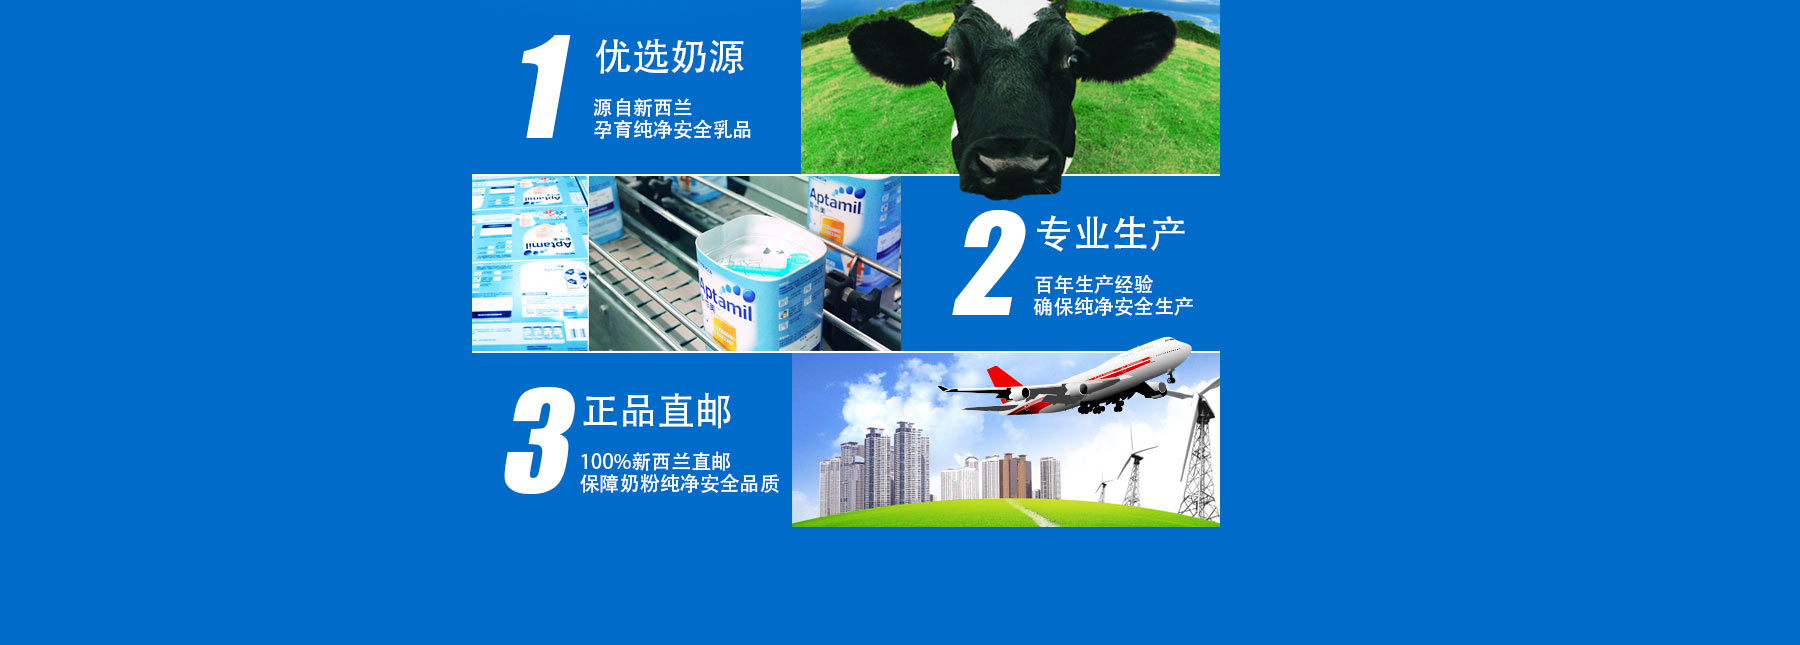 1
优选奶源
源自新西兰
孕育纯净安全乳品
Aptamil
Aptamil
Aptamil
Aptamil
2
专业生产
百年生产经验
确保纯净安全生产
3
正品直邮
100%新西兰直邮
保障奶粉纯净安全品质